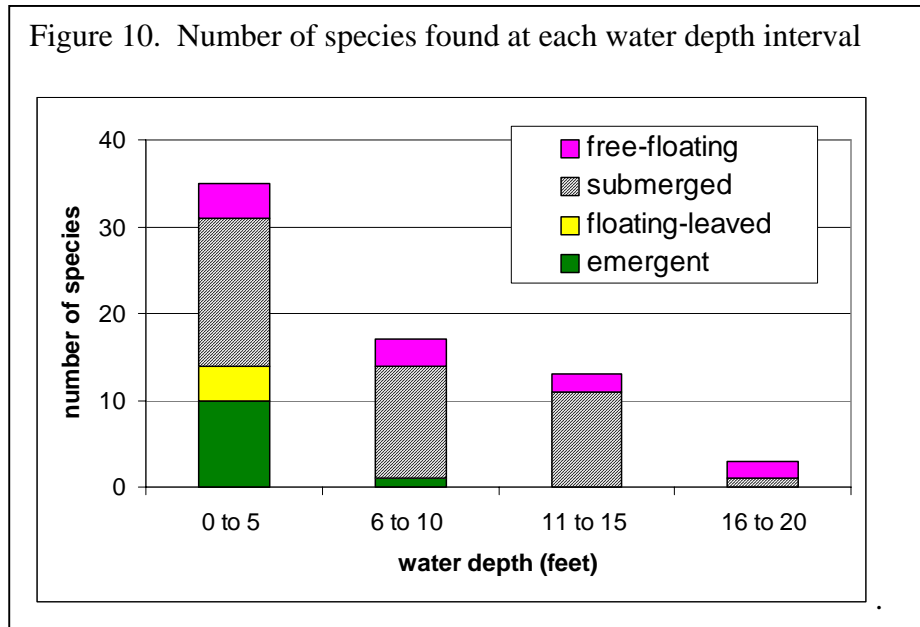 Figure 10. Number of species found at each water depth interval
40
30
20
10
0
number of species
free-floating
submerged
floating-leaved
emergent
0 to 5 6 to 10 11 to 15 16 to 20
water depth (feet)
.